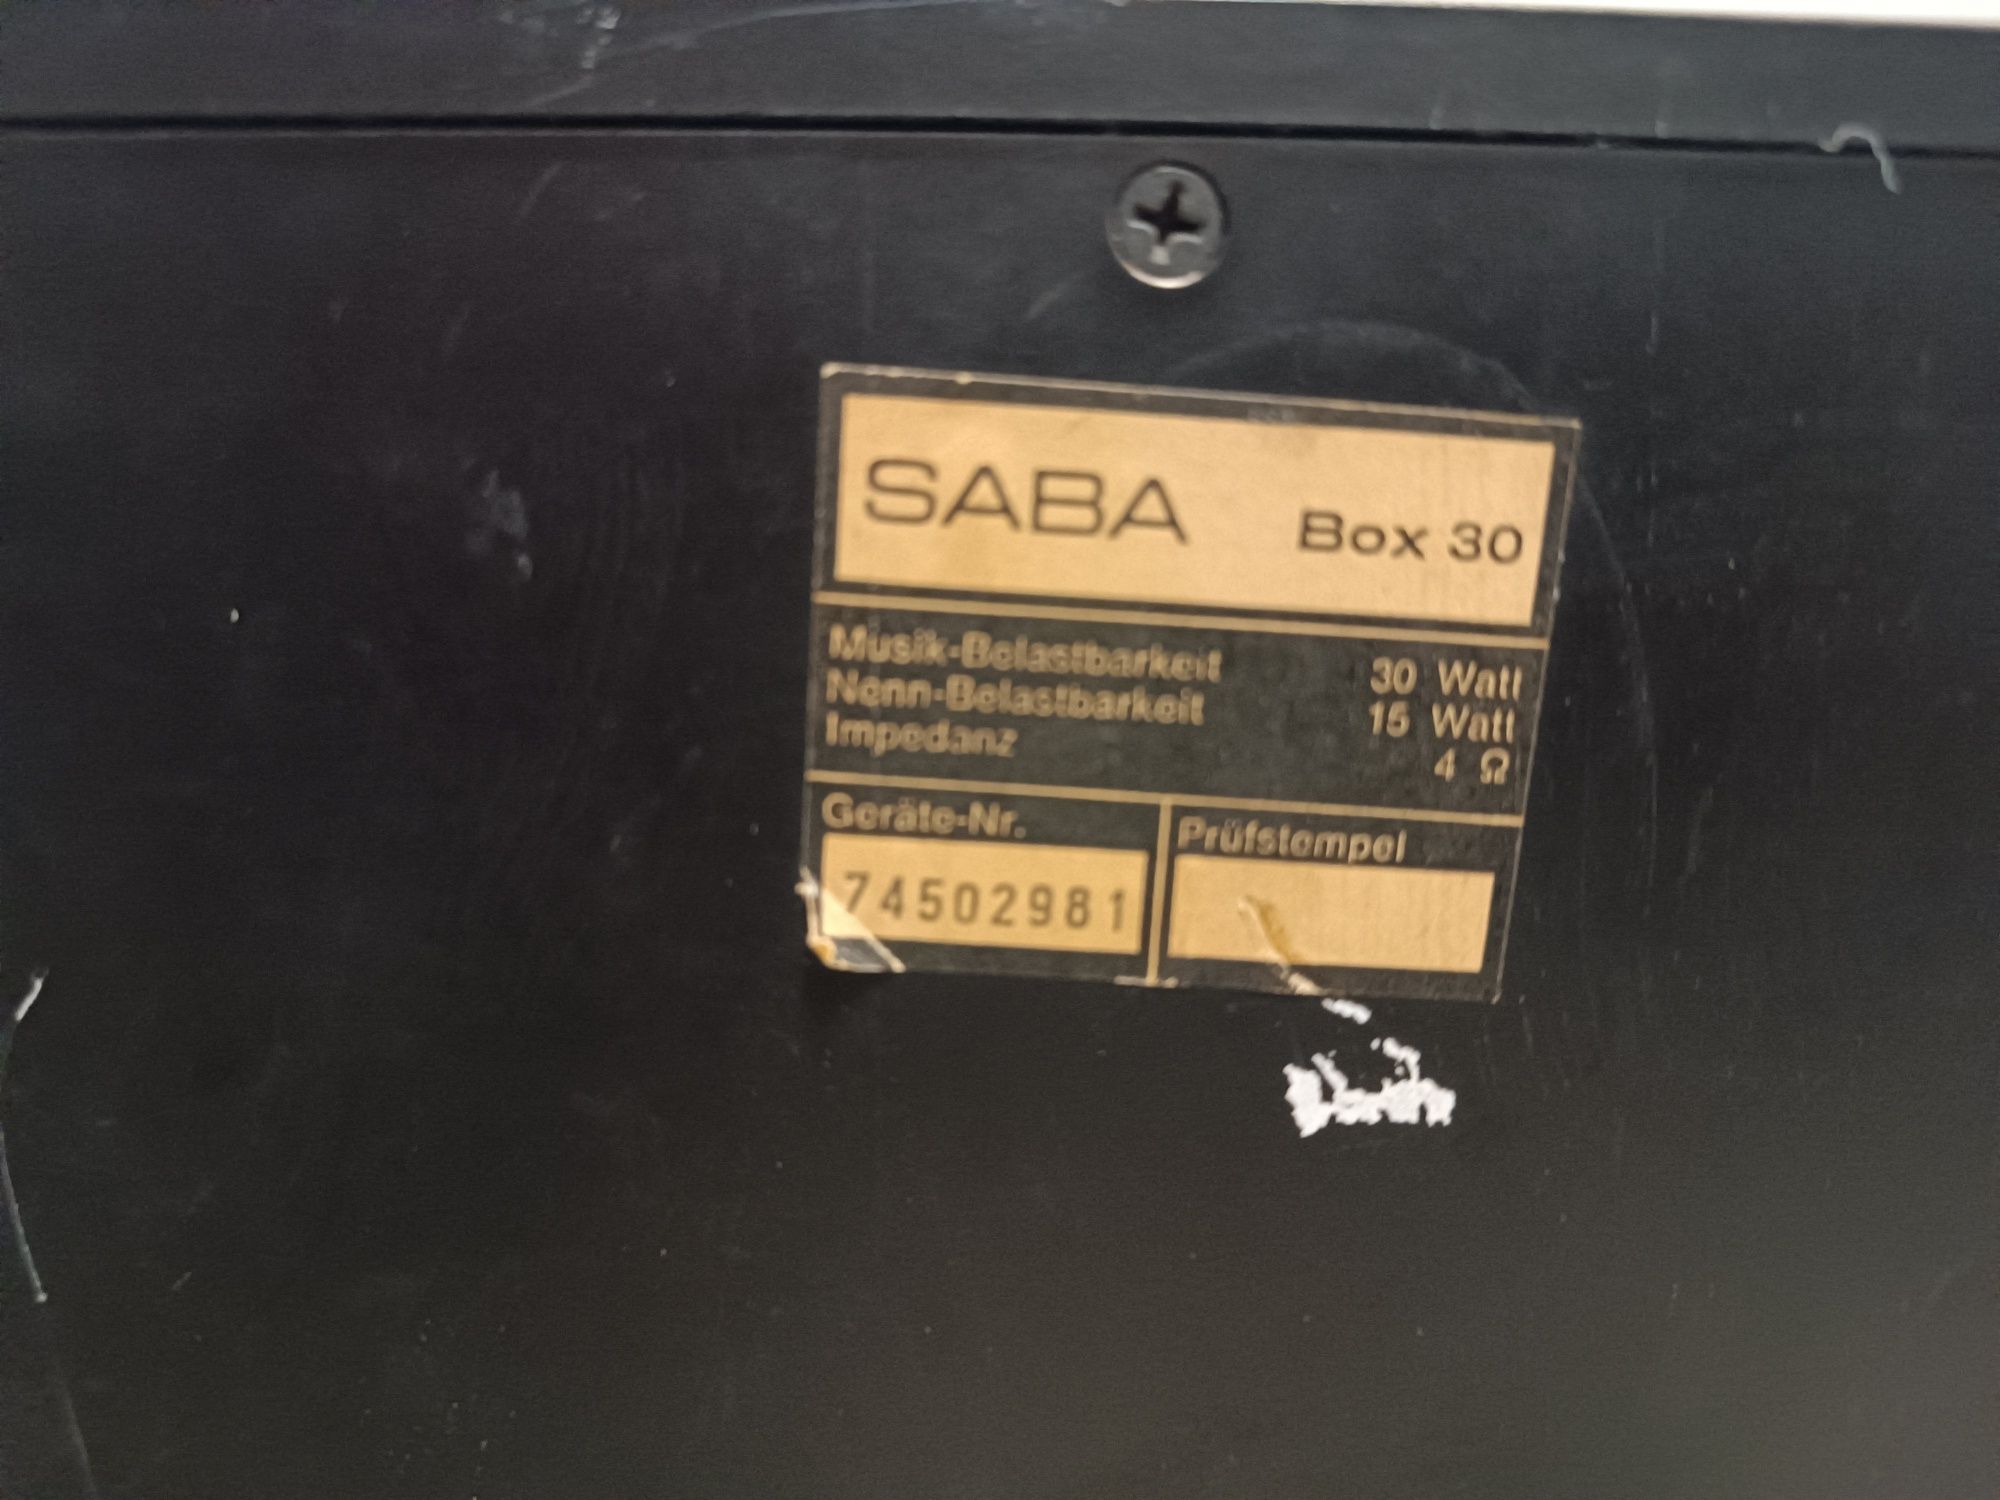 SABA Box 30
Musik-Belastbarkeit 30 Watt
Nenn-Belastbarkeit 15 Watt
Impedanz 4 Ω
Geräte-Nr. Prüfstempel
74502981